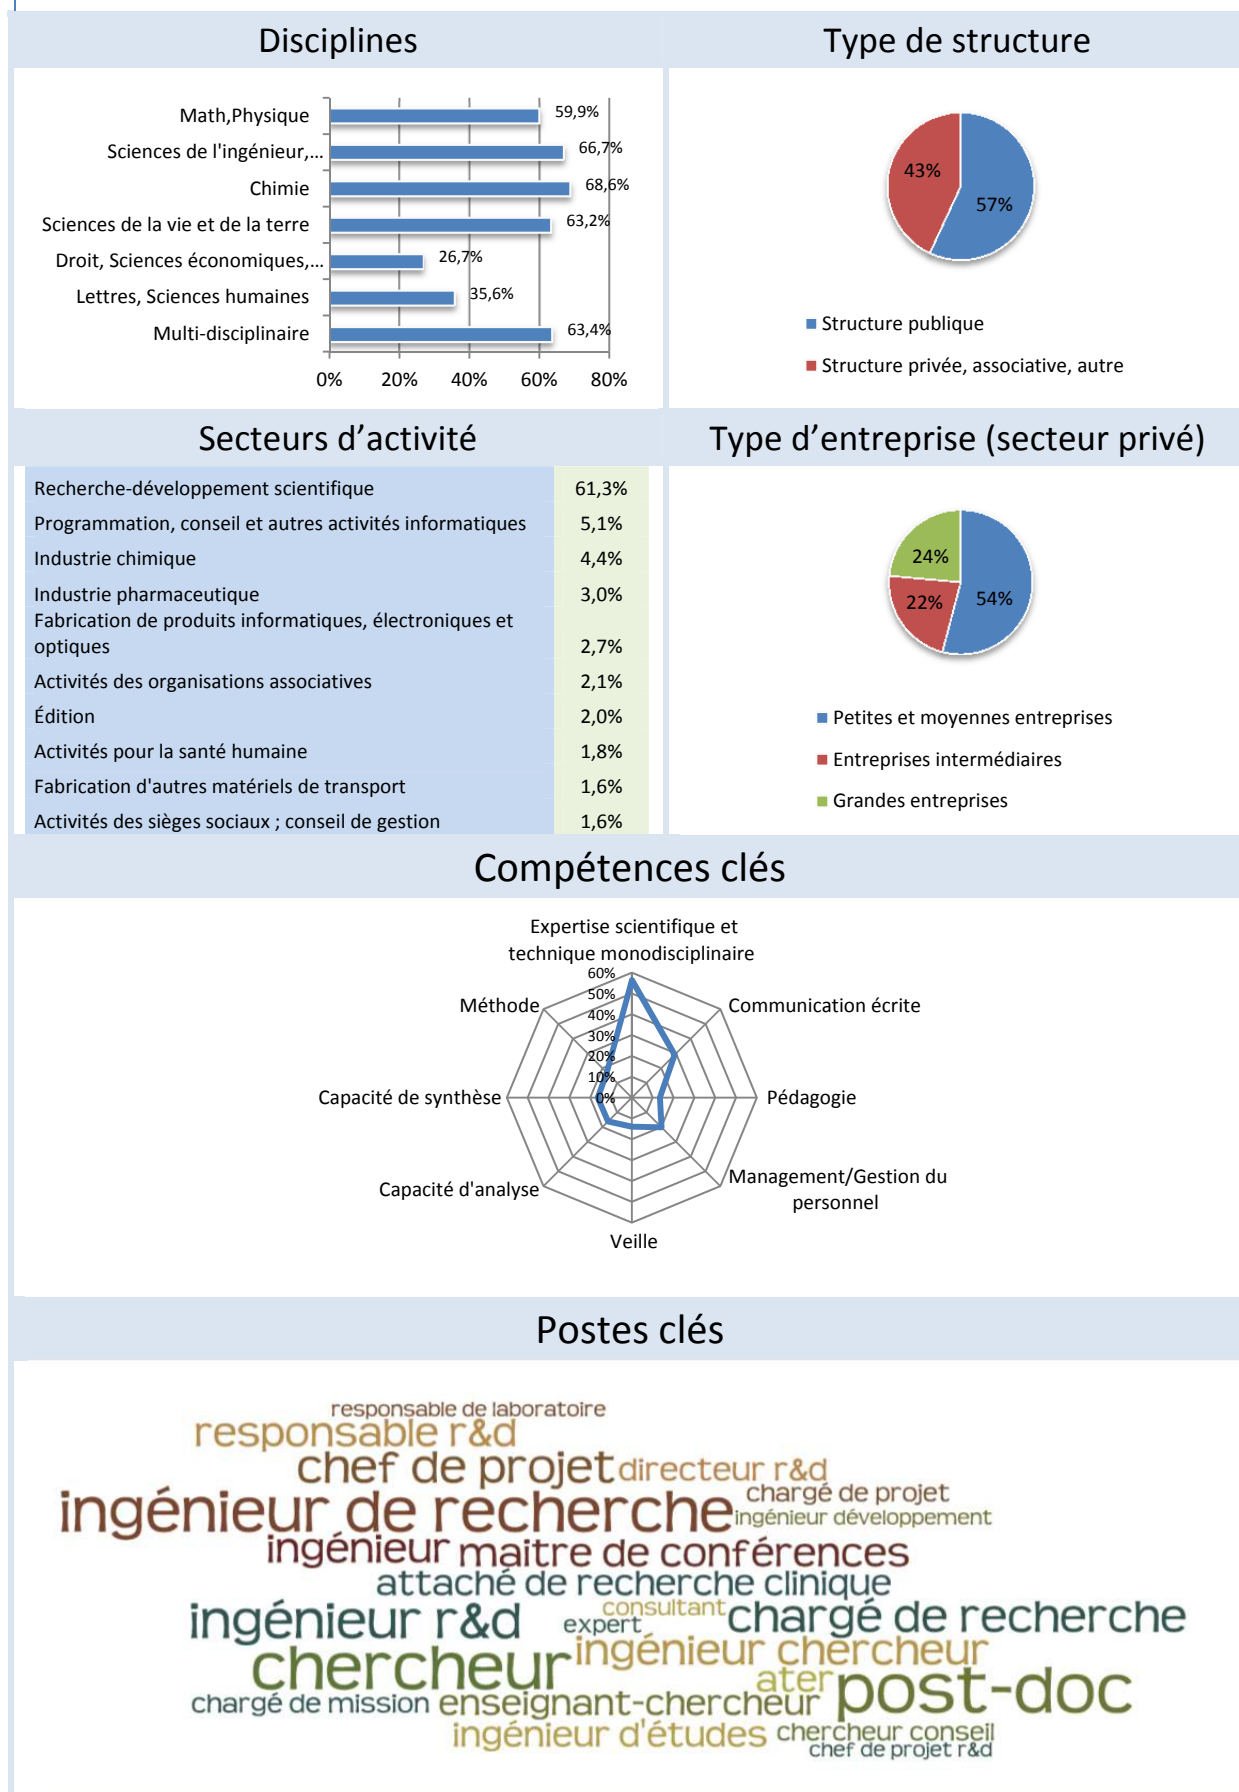 Disciplines
Math,Physique
59,9%
Sciences de l'ingénieur,...
66,7%
Chimie
68,6%
Sciences de la vie et de la terre
63,2%
Droit, Sciences économiques,...
26,7%
Lettres, Sciences humaines
35,6%
Multi-disciplinaire
63,4%
0% 20% 40% 60% 80%
Type de structure
43%
57%
Structure publique
Structure privée, associative, autre
Secteurs d’activité
Recherche-développement scientifique 61,3%
Programmation, conseil et autres activités informatiques 5,1%
Industrie chimique 4,4%
Industrie pharmaceutique 3,0%
Fabrication de produits informatiques, électroniques et
optiques 2,7%
Activités des organisations associatives 2,1%
Édition 2,0%
Activités pour la santé humaine 1,8%
Fabrication d'autres matériels de transport 1,6%
Activités des sièges sociaux ; conseil de gestion 1,6%
Type d’entreprise (secteur privé)
24%
22%
54%
Petites et moyennes entreprises
Entreprises intermédiaires
Grandes entreprises
Compétences clés
Expertise scientifique et
technique monodisciplinaire
60%
50%
40%
30%
20%
10%
0%
Méthode
Communication écrite
Capacité de synthèse
Pédagogie
Capacité d'analyse
Management/Gestion du
personnel
Veille
Postes clés
responsable de laboratoire
responsable r&d
chef de projet
directeur r&d
ingénieur de recherche
chargé de projet
ingénieur développement
ingénieur
maitre de conférences
attaché de recherche clinique
ingénieur r&d
expert
consultant
chargé de recherche
chercheur
ingénieur chercheur
ater
post-doc
chargé de mission
enseignant-chercheur
ingénieur d'études
chercheur conseil
chef de projet r&d